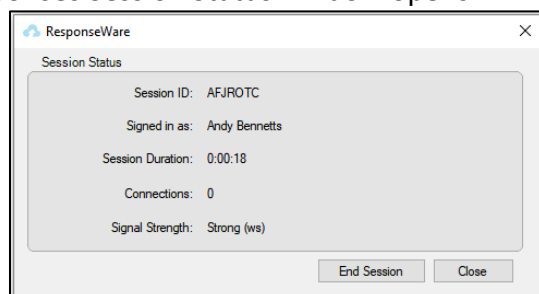 ResponseWare
Session Status
Session ID: AFJROTC
Signed in as: Andy Bennetts
Session Duration: 0:00:18
Connections: 0
Signal Strength: Strong (ws)
End Session Close